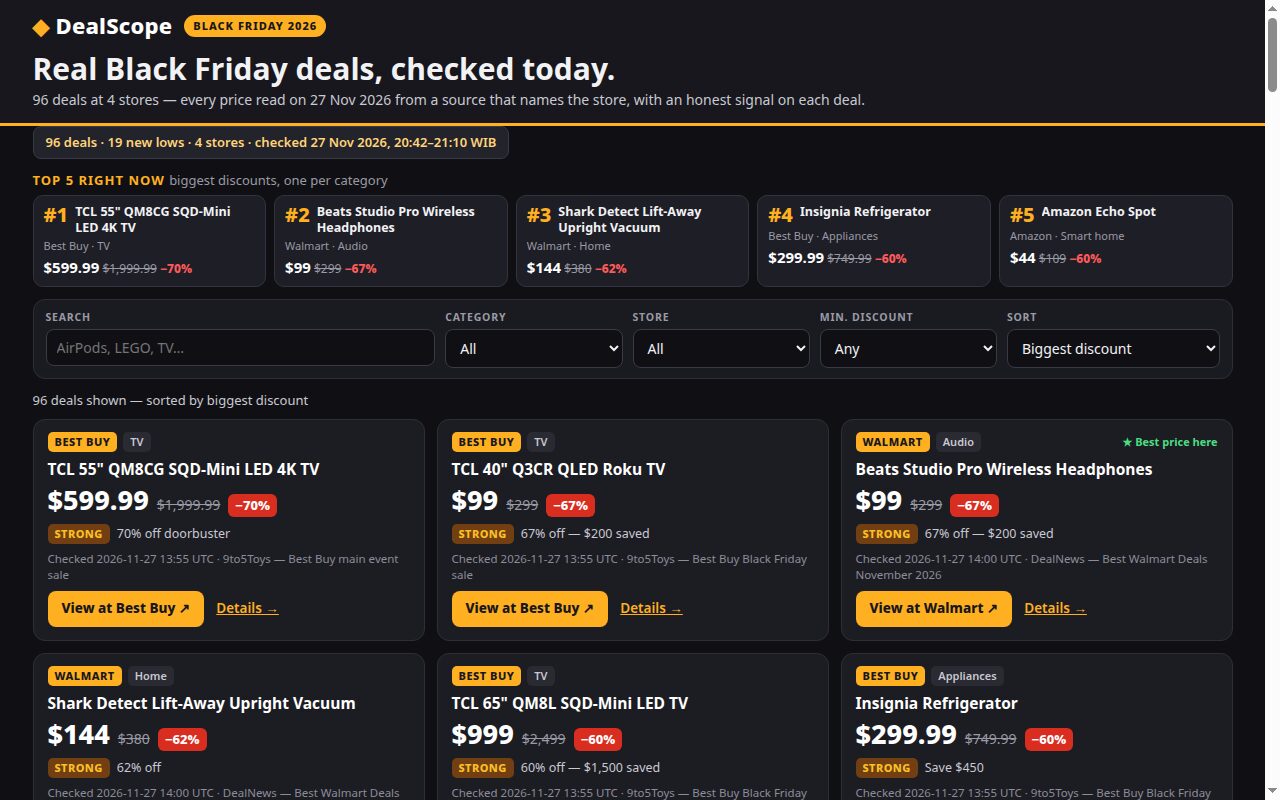 ◆ DealScope BLACK FRIDAY 2026
Real Black Friday deals, checked today.
96 deals at 4 stores — every price read on 27 Nov 2026 from a source that names the store, with an honest signal on each deal.
96 deals · 19 new lows · 4 stores · checked 27 Nov 2026, 20:42–21:10 WIB
TOP 5 RIGHT NOW biggest discounts, one per category
#1 TCL 55" QM8CG SQD-Mini LED 4K TV
Best Buy · TV
$599.99 $1,999.99 −70%
#2 Beats Studio Pro Wireless Headphones
Walmart · Audio
$99 $299 −67%
#3 Shark Detect Lift-Away Upright Vacuum
Walmart · Home
$144 $380 −62%
#4 Insignia Refrigerator
Best Buy · Appliances
$299.99 $749.99 −60%
#5 Amazon Echo Spot
Amazon · Smart home
$44 $109 −60%
SEARCH
AirPods, LEGO, TV...
CATEGORY
All
STORE
All
MIN. DISCOUNT
Any
SORT
Biggest discount
96 deals shown — sorted by biggest discount
BEST BUY TV
TCL 55" QM8CG SQD-Mini LED 4K TV
$599.99 $1,999.99 −70%
STRONG 70% off doorbuster
Checked 2026-11-27 13:55 UTC · 9to5Toys — Best Buy main event
sale
View at Best Buy ↗ Details →
BEST BUY TV
TCL 40" Q3CR QLED Roku TV
$99 $299 −67%
STRONG 67% off — $200 saved
Checked 2026-11-27 13:55 UTC · 9to5Toys — Best Buy Black Friday
sale
View at Best Buy ↗ Details →
WALMART Audio ★ Best price here
Beats Studio Pro Wireless Headphones
$99 $299 −67%
STRONG 67% off — $200 saved
Checked 2026-11-27 14:00 UTC · DealNews — Best Walmart Deals
November 2026
View at Walmart ↗ Details →
WALMART Home
Shark Detect Lift-Away Upright Vacuum
$144 $380 −62%
STRONG 62% off
Checked 2026-11-27 14:00 UTC · DealNews — Best Walmart Deals
BEST BUY TV
TCL 65" QM8L SQD-Mini LED TV
$999 $2,499 −60%
STRONG 60% off — $1,500 saved
Checked 2026-11-27 13:55 UTC · 9to5Toys — Best Buy Black Friday
BEST BUY Appliances
Insignia Refrigerator
$299.99 $749.99 −60%
STRONG Save $450
Checked 2026-11-27 13:55 UTC · 9to5Toys — Best Buy Black Friday